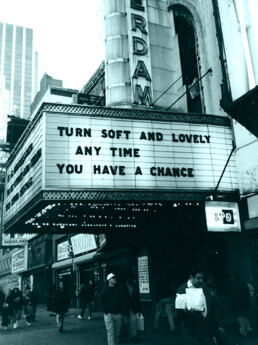 ERDAM
TURN SOFT AND LOVELY
ANY TIME
YOU HAVE A CHANCE